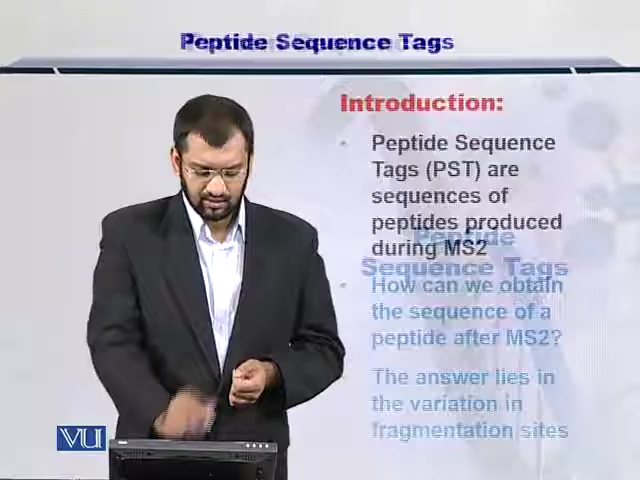 Peptide Sequence Tags
Introduction:
Peptide Sequence
Tags (PST) are
sequences of
peptides produced
during MS2
Peptide
Sequence Tags
How can we obtain
the sequence of a
peptide after MS2?
The answer lies in
the variation in
fragmentation sites
VU